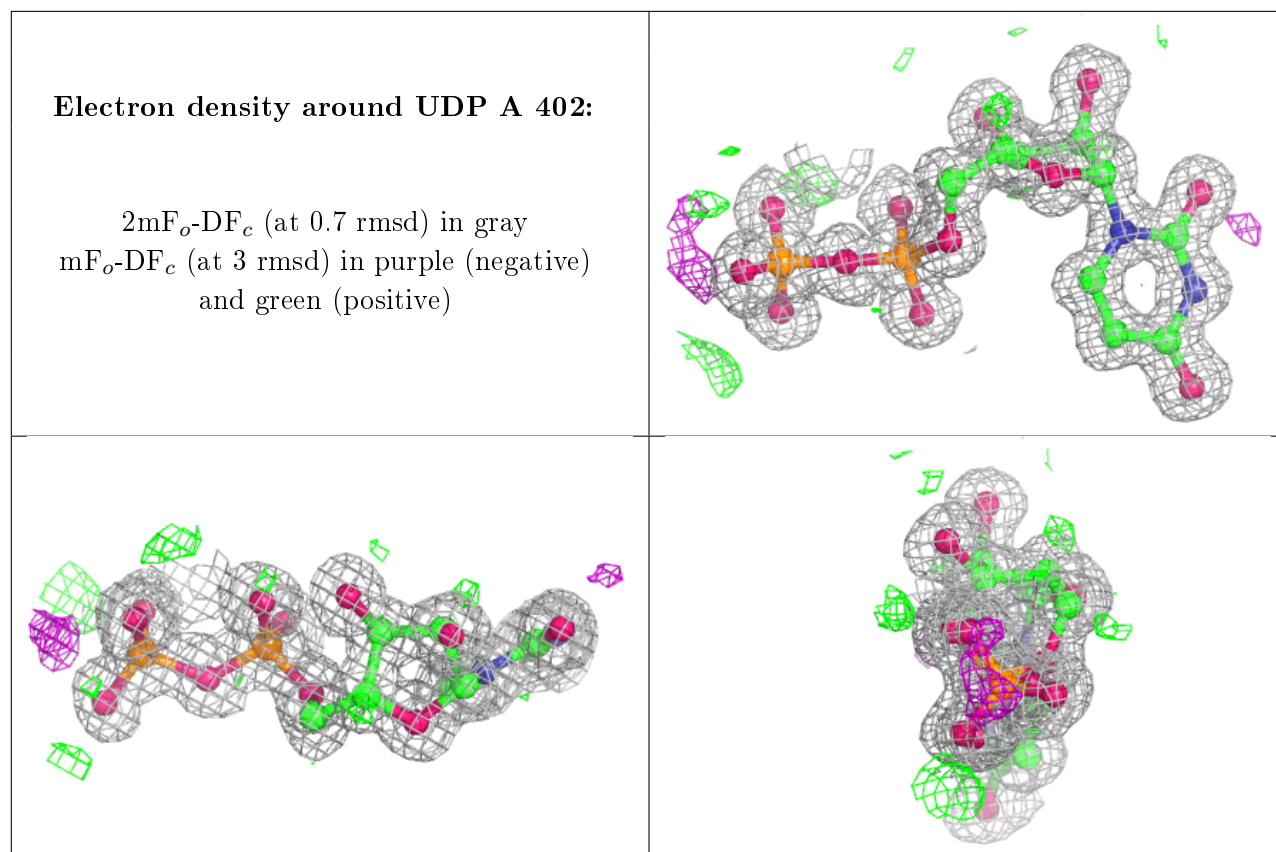 Electron density around UDP A 402:
2mFₒ-DF𝑐 (at 0.7 rmsd) in gray
mFₒ-DF𝑐 (at 3 rmsd) in purple (negative)
and green (positive)